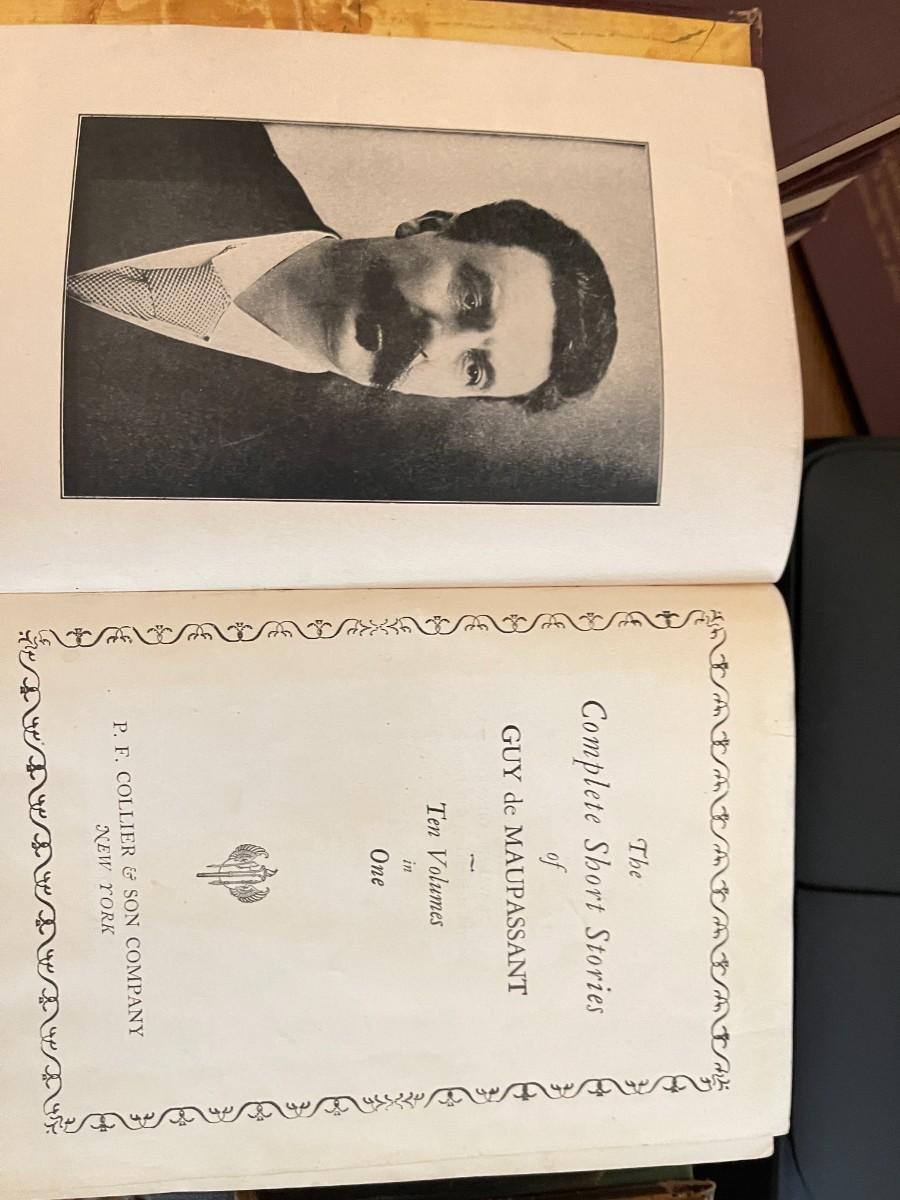 The
Complete Short Stories
of
GUY de MAUPASSANT
~
Ten Volumes
in
One
P. F. COLLIER & SON COMPANY
NEW YORK